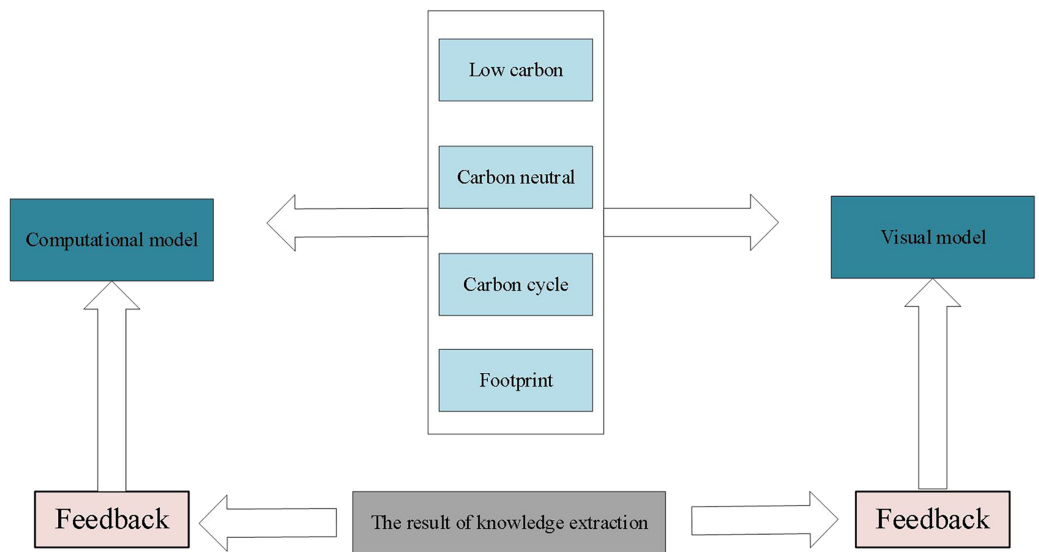 Low carbon
Carbon neutral
Computational model
Visual model
Carbon cycle
Footprint
Feedback
The result of knowledge extraction
Feedback